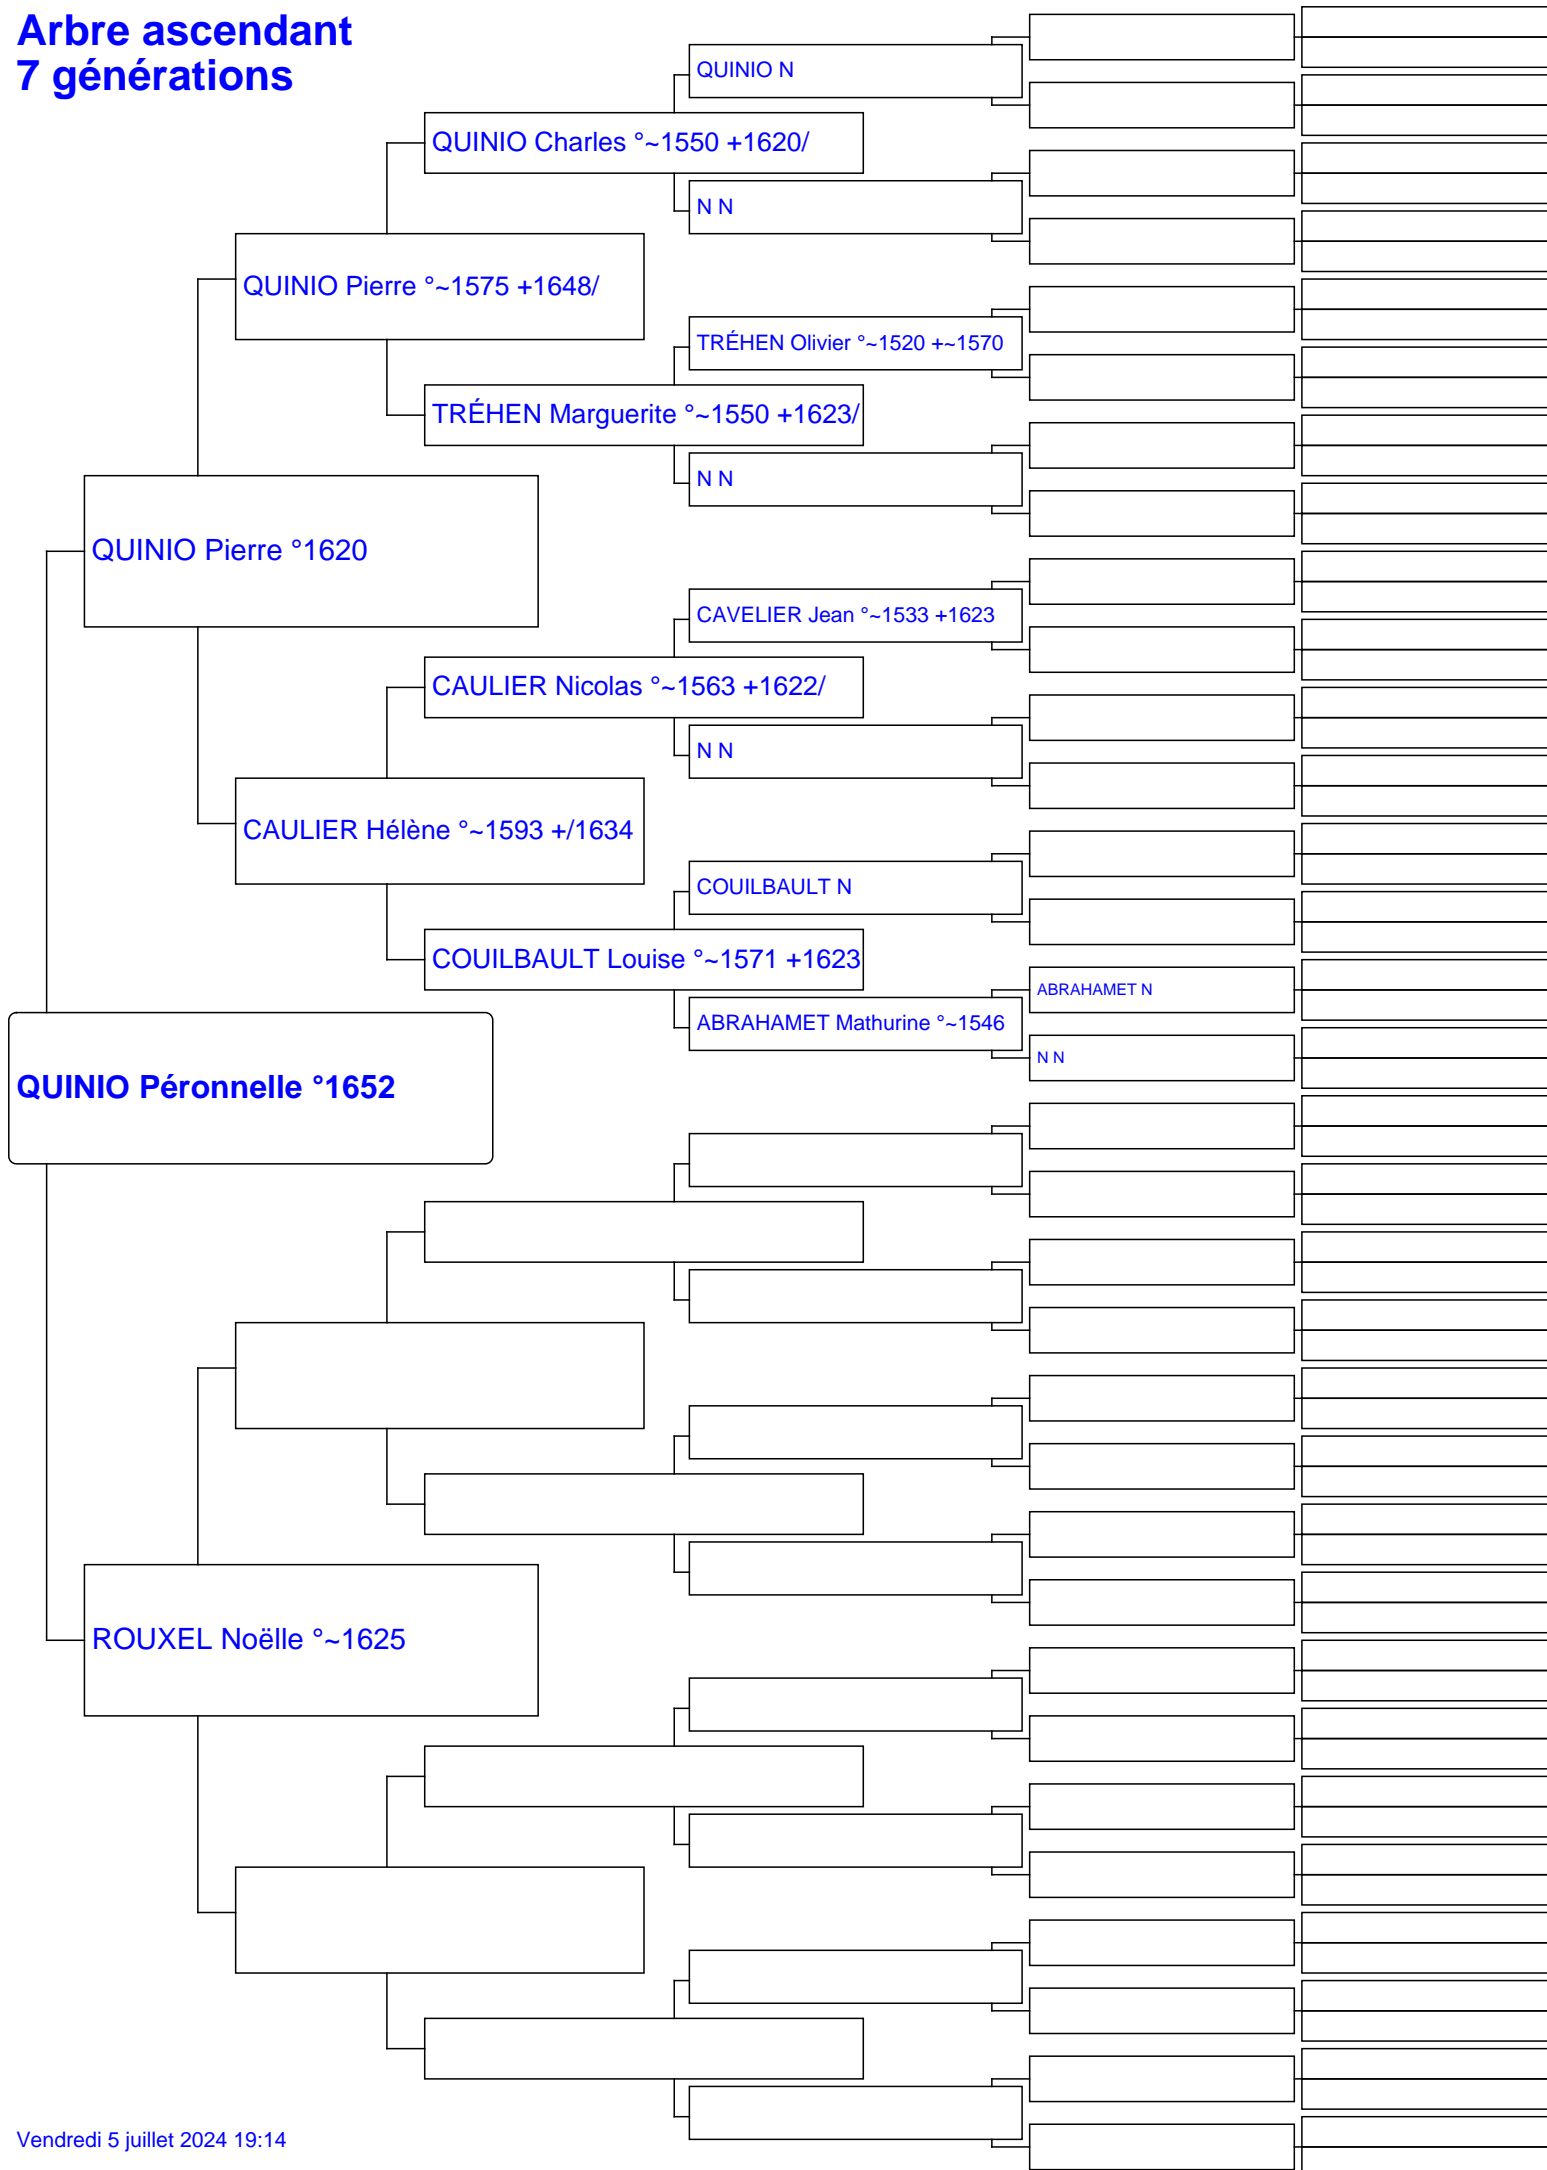 Arbre ascendant
7 générations
QUINIO N
QUINIO Charles °~1550 +1620/
N N
QUINIO Pierre °~1575 +1648/
TRÉHEN Olivier °~1520 +~1570
TRÉHEN Marguerite °~1550 +1623/
N N
QUINIO Pierre °1620
CAVELIER Jean °~1533 +1623
CAULIER Nicolas °~1563 +1622/
N N
CAULIER Hélène °~1593 +/1634
COUILBAULT N
COUILBAULT Louise °~1571 +1623
ABRAHAMET N
ABRAHAMET Mathurine °~1546
N N
QUINIO Péronnelle °1652
ROUXEL Noëlle °~1625
Vendredi 5 juillet 2024 19:14